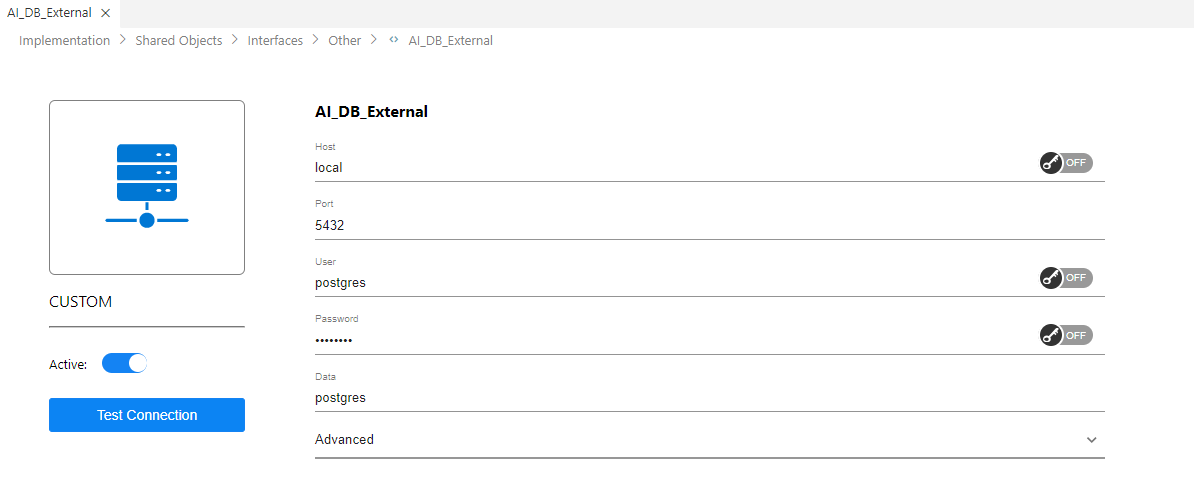 AI_DB_External
Implementation > Shared Objects > Interfaces > Other > AI_DB_External
AI_DB_External
Host
local
OFF
Port
5432
User
postgres
OFF
Password
••••••••
OFF
Data
postgres
Advanced
CUSTOM
Active:
Test Connection